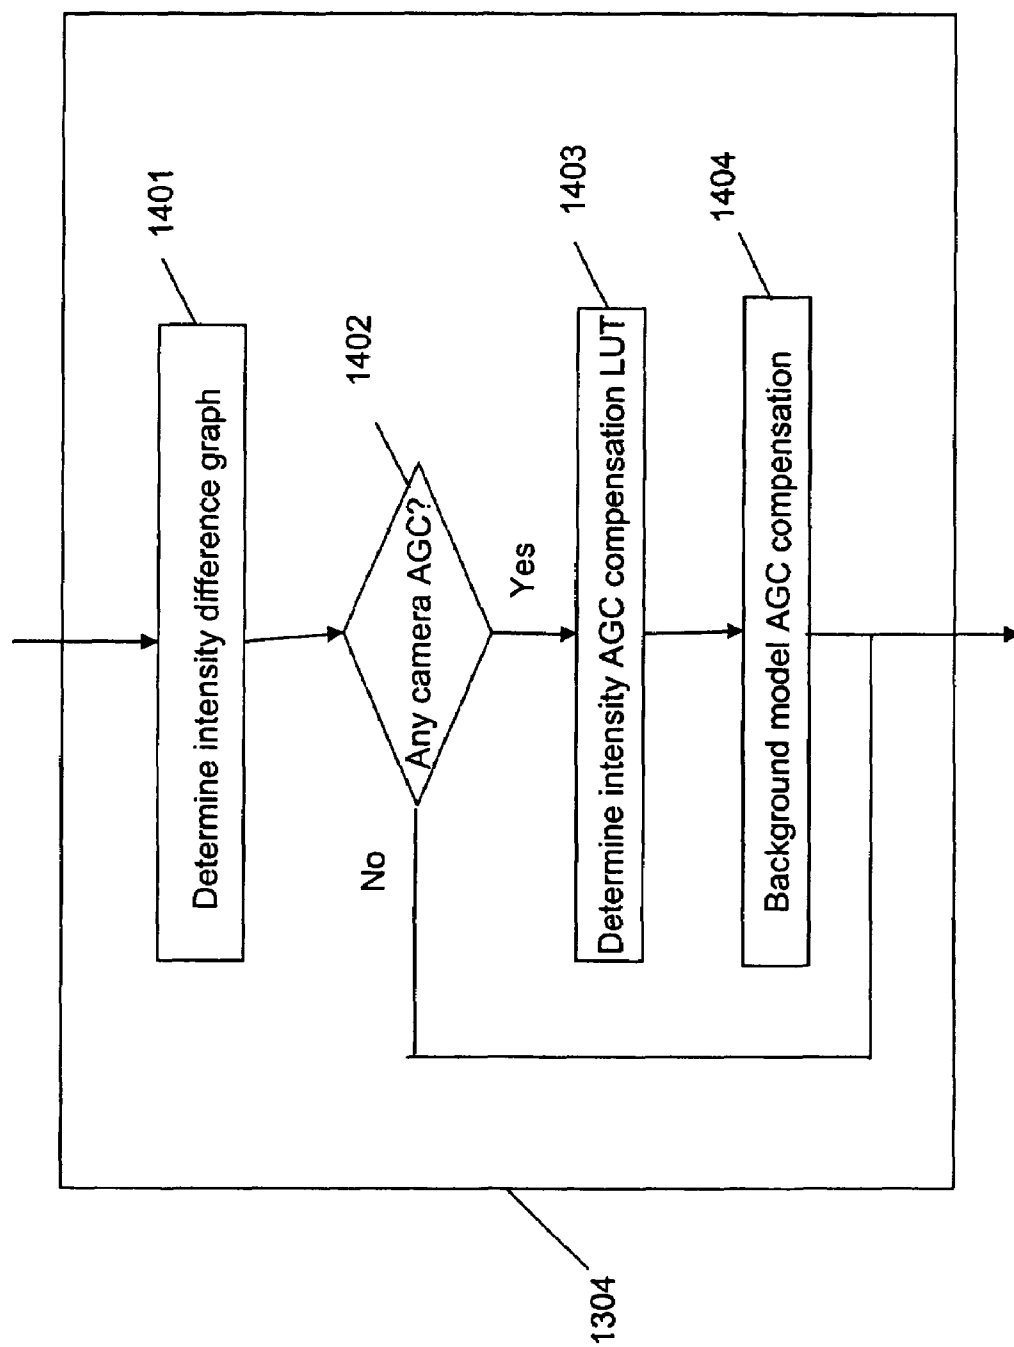 1401
Determine intensity difference graph
1402
Any camera AGC?
No
Yes
1403
Determine intensity AGC compensation LUT
1404
Background model AGC compensation
1304